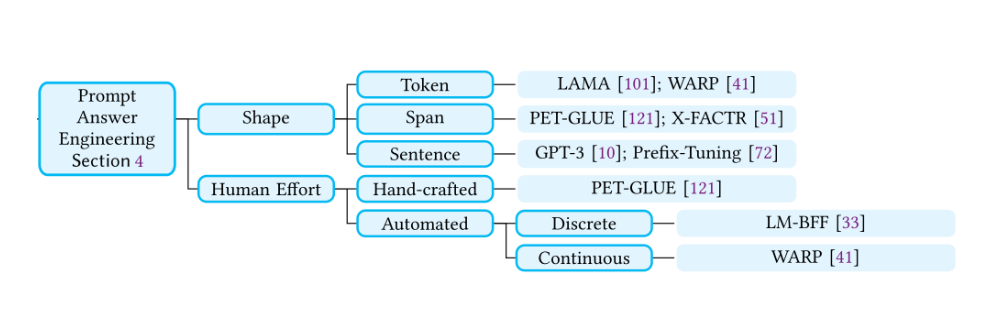 Prompt
Answer
Engineering
Section 4
Shape
Token
LAMA [101]; WARP [41]
Span
PET-GLUE [121]; X-FACTR [51]
Sentence
GPT-3 [10]; Prefix-Tuning [72]
Human Effort
Hand-crafted
PET-GLUE [121]
Automated
Discrete
LM-BFF [33]
Continuous
WARP [41]